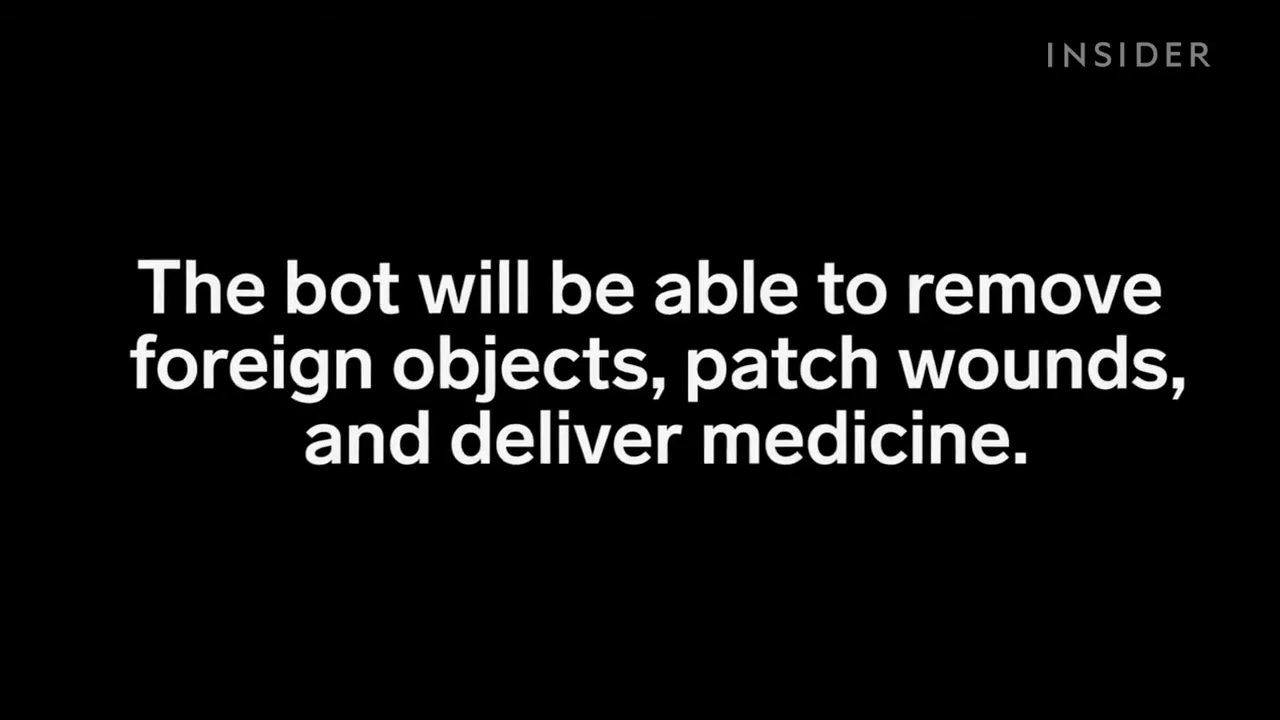 INSIDER
The bot will be able to remove
foreign objects, patch wounds,
and deliver medicine.